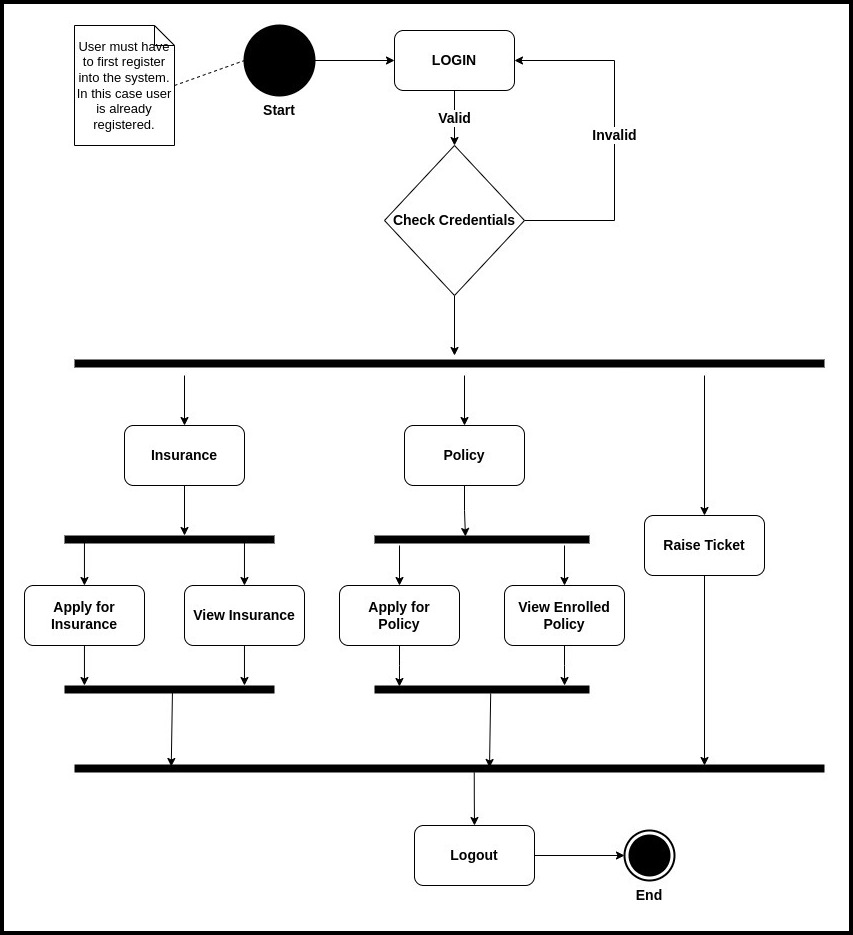 User must have
to first register
into the system.
In this case user
is already
registered.
Start
LOGIN
Valid
Invalid
Check Credentials
Insurance
Policy
Raise Ticket
Apply for
Insurance
View Insurance
Apply for
Policy
View Enrolled
Policy
Logout
End